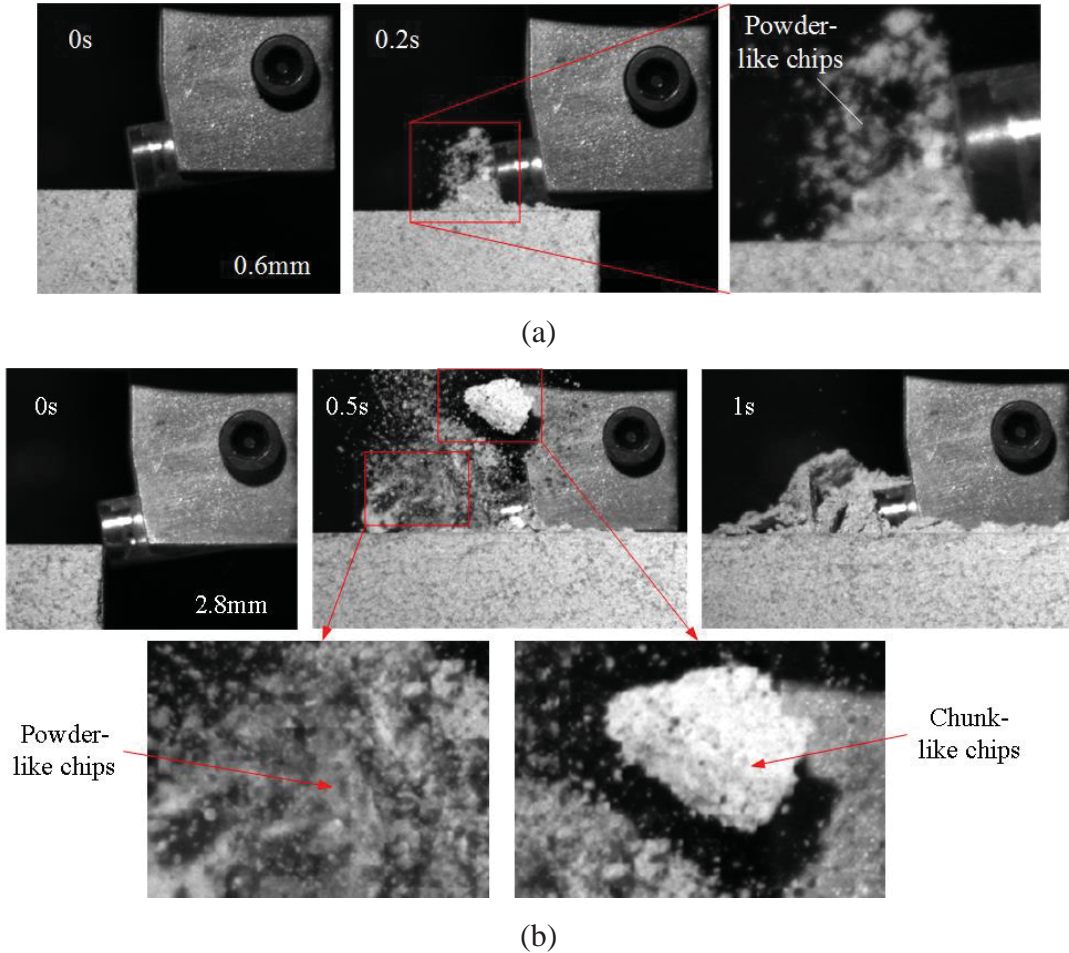 0s
0.2s
Powder-
like chips
0.6mm
(a)
0s
0.5s
1s
2.8mm
Powder-
like chips
Chunk-
like chips
(b)